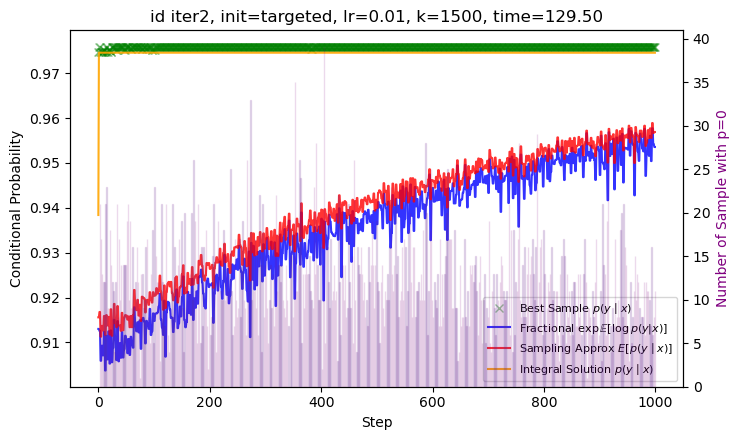 id iter2, init=targeted, lr=0.01, k=1500, time=129.50
Conditional Probability
0.97
0.96
0.95
0.94
0.93
0.92
0.91
40
35
30
25
20
15
10
5
0
Number of Sample with p=0
Best Sample p(y | x)
Fractional exp𝔼[log p(y|x)]
Sampling Approx E[p(y | x)]
Integral Solution p(y | x)
0
200
400
600
800
1000
Step